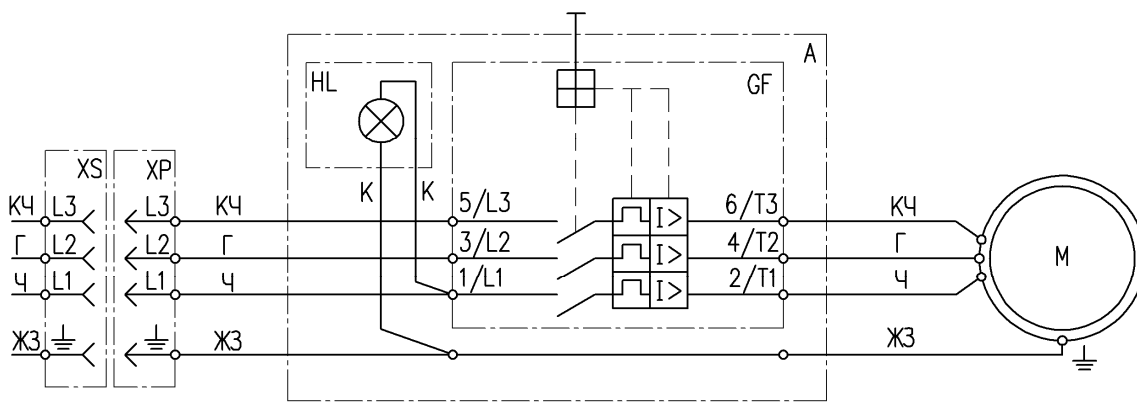 A
HL
GF
XS
XP
К
К
КЧ
L3
L3
КЧ
5/L3
6/T3
КЧ
Г
L2
L2
Г
3/L2
4/T2
Г
Ч
L1
L1
Ч
1/L1
2/T1
Ч
I>
I>
I>
M
ЖЗ
ЖЗ
ЖЗ